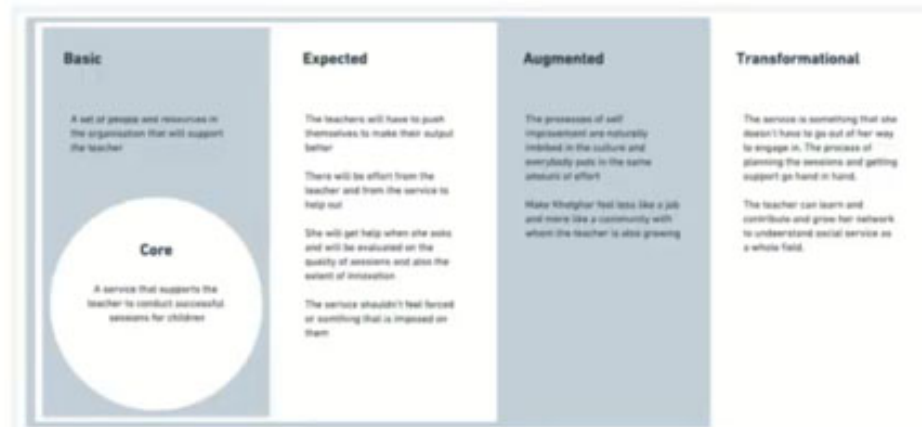 Basic
A set of people and resources in
the organisation that will support
the teacher
Core
A service that supports the
teacher to conduct successful
sessions for children
Expected
The teachers will have to push
themselves to make their output
better
There will be effort from the
teacher and from the service to
help out
She will get help when she asks
and will be evaluated on the
quality of sessions and also the
extent of innovation
The serivce shouldn't feel forced
or somthing that is imposed on
them
Augmented
The processes of self
improvement are naturally
imbibed in the culture and
everybody puts in the same
amount of effort
Make Khelghar feel less like a job
and more like a community with
whom the teacher is also growing
Transformational
The service is something that she
doesn't have to go out of her way
to engage in. The process of
planning the sessions and getting
support go hand in hand.
The teacher can learn and
contribute and grow her network
to undeerstand social service as
a whole field.